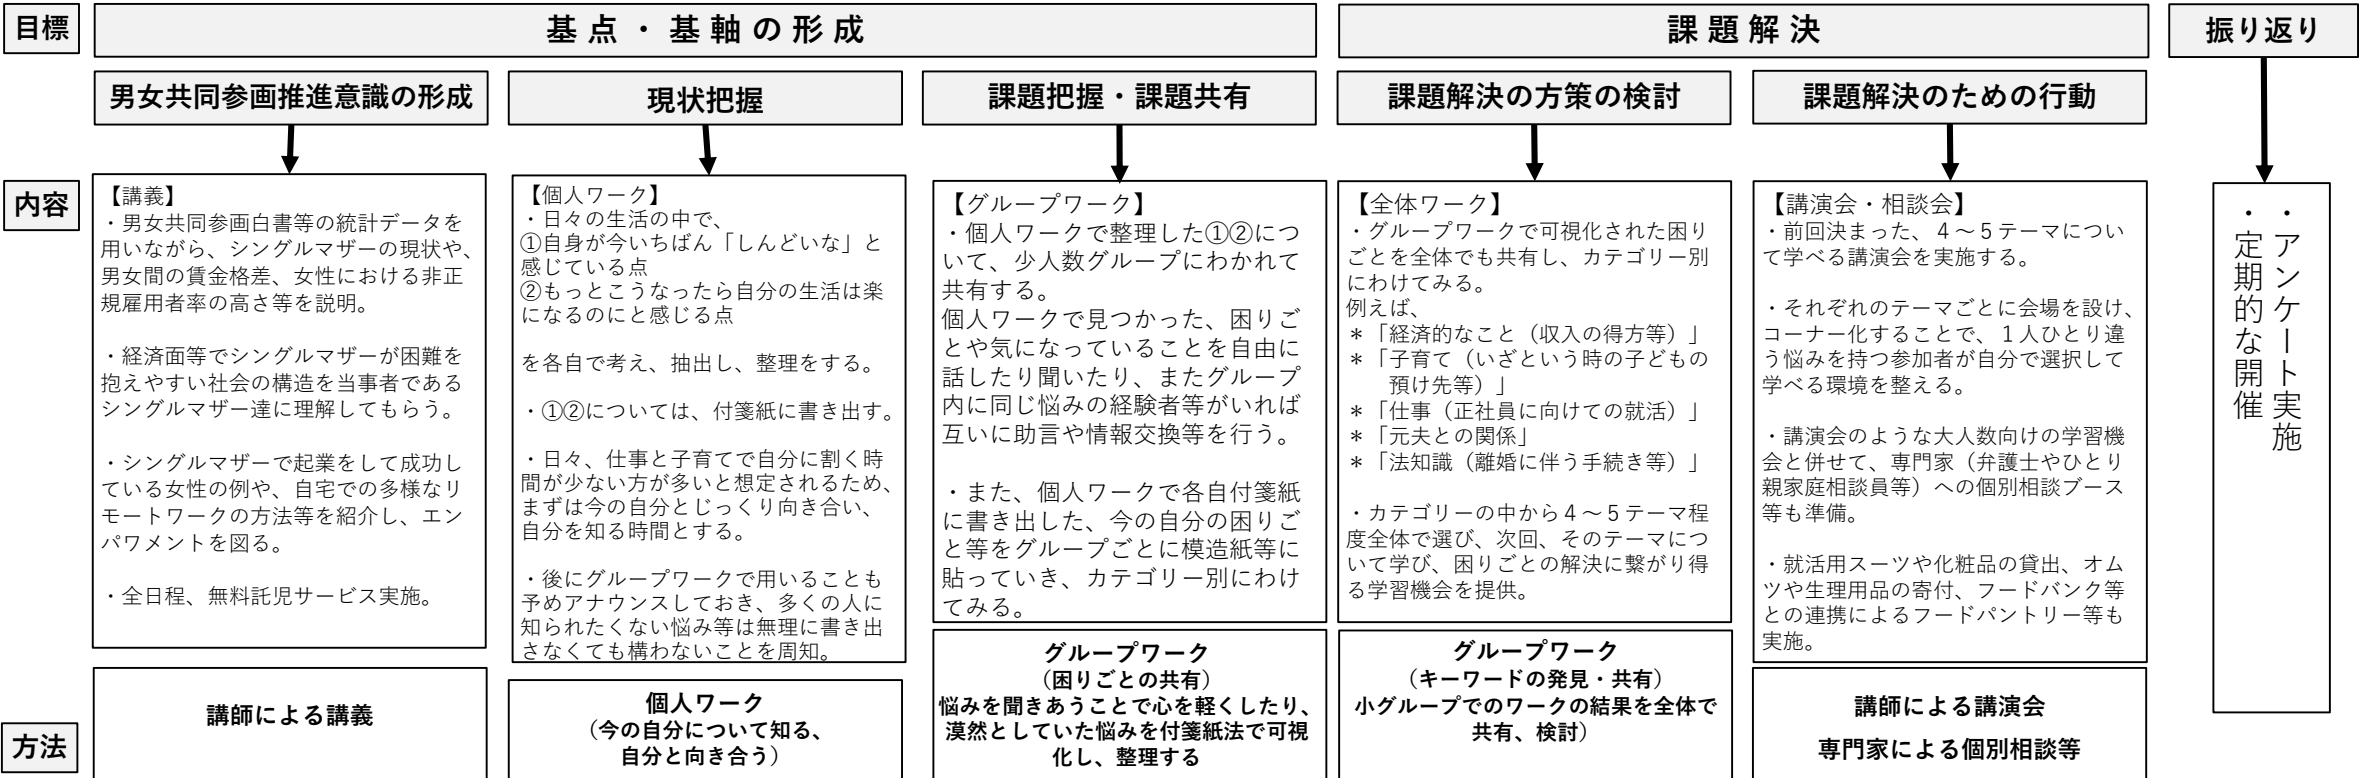 目標
基点・基軸の形成
課題解決
振り返り
男女共同参画推進意識の形成
現状把握
課題把握・課題共有
課題解決の方策の検討
課題解決のための行動
内容
【講義】
・男女共同参画白書等の統計データを
用いながら、シングルマザーの現状や、
男女間の賃金格差、女性における非正
規雇用者率の高さ等を説明。
・経済面等でシングルマザーが困難を
抱えやすい社会の構造を当事者である
シングルマザー達に理解してもらう。
・シングルマザーで起業をして成功し
ている女性の例や、自宅での多様なリ
モートワークの方法等を紹介し、エン
パワメントを図る。
・全日程、無料託児サービス実施。
【個人ワーク】
・日々の生活の中で、
①自身が今いちばん「しんどいな」と
感じている点
②もっとこうなったら自分の生活は楽
になるのにと感じる点
を各自で考え、抽出し、整理をする。
・①②については、付箋紙に書き出す。
・日々、仕事と子育てで自分に割く時
間が少ない方が多いと想定されるため、
まずは今の自分とじっくり向き合い、
自分を知る時間とする。
・後にグループワークで用いることも
予めアナウンスしておき、多くの人に
知られたくない悩み等は無理に書き出
さなくても構わないことを周知。
【グループワーク】
・個人ワークで整理した①②につ
いて、少人数グループにわかれて
共有する。
個人ワークで見つかった、困りご
とや気になっていることを自由に
話したり聞いたり、またグループ
内に同じ悩みの経験者等がいれば
互いに助言や情報交換等を行う。
・また、個人ワークで各自付箋紙
に書き出した、今の自分の困りご
と等をグループごとに模造紙等に
貼っていき、カテゴリー別にわけ
てみる。
【全体ワーク】
・グループワークで可視化された困り
ごとを全体でも共有し、カテゴリー別
にわけてみる。
例えば、
＊「経済的なこと（収入の得方等）」
＊「子育て（いざという時の子どもの
預け先等）」
＊「仕事（正社員に向けての就活）」
＊「元夫との関係」
＊「法知識（離婚に伴う手続き等）」
・カテゴリーの中から４～５テーマ程
度全体で選び、次回、そのテーマにつ
いて学び、困りごとの解決に繋がり得
る学習機会を提供。
【講演会・相談会】
・前回決まった、４～５テーマについ
て学べる講演会を実施する。
・それぞれのテーマごとに会場を設け、
コーナー化することで、１人ひとり違
う悩みを持つ参加者が自分で選択して
学べる環境を整える。
・講演会のような大人数向けの学習機
会と併せて、専門家（弁護士やひとり
親家庭相談員等）への個別相談ブース
等も準備。
・就活用スーツや化粧品の貸出、オム
ツや生理用品の寄付、フードバンク等
との連携によるフードパントリー等も
実施。
・アンケート実施
・定期的な開催
方法
講師による講義
個人ワーク
（今の自分について知る、
自分と向き合う）
グループワーク
（困りごとの共有）
悩みを聞きあうことで心を軽くしたり、
漠然としていた悩みを付箋紙法で可視
化し、整理する
グループワーク
（キーワードの発見・共有）
小グループでのワークの結果を全体で
共有、検討）
講師による講演会
専門家による個別相談等